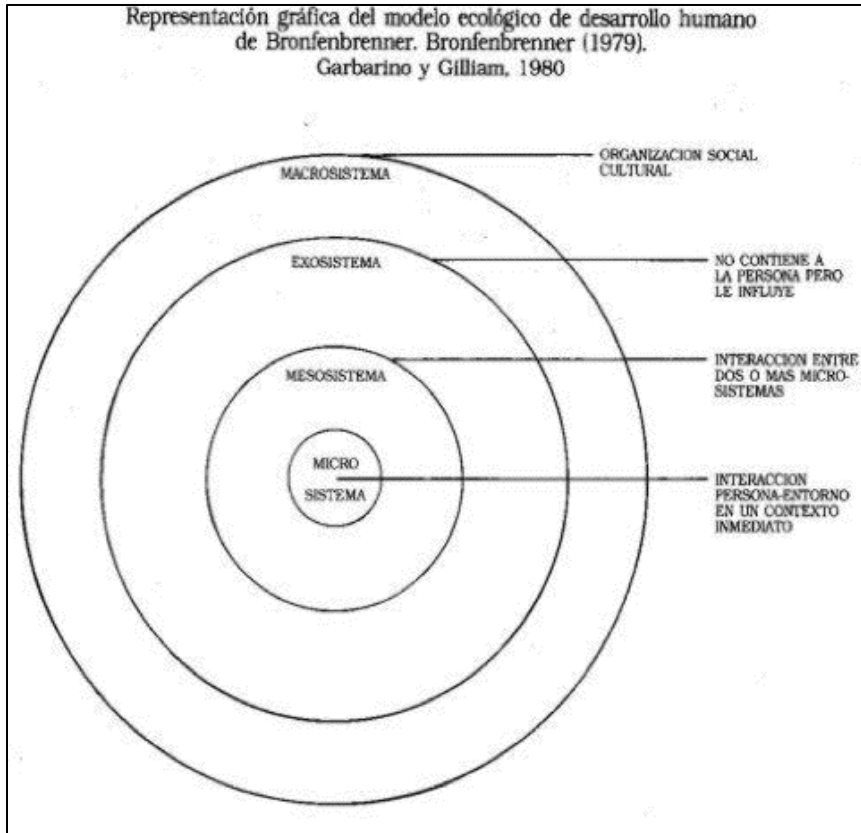 Representación gráfica del modelo ecológico de desarrollo humano
de Bronfenbrenner. Bronfenbrenner (1979).
Garbarino y Gilliam, 1980
MACROSISTEMA
ORGANIZACION SOCIAL
CULTURAL
EXOSISTEMA
NO CONTIENE A
LA PERSONA PERO
LE INFLUYE
MESOSISTEMA
INTERACCION ENTRE
DOS O MAS MICRO-
SISTEMAS
MICRO
SISTEMA
INTERACCION
PERSONA-ENTORNO
EN UN CONTEXTO
INMEDIATO